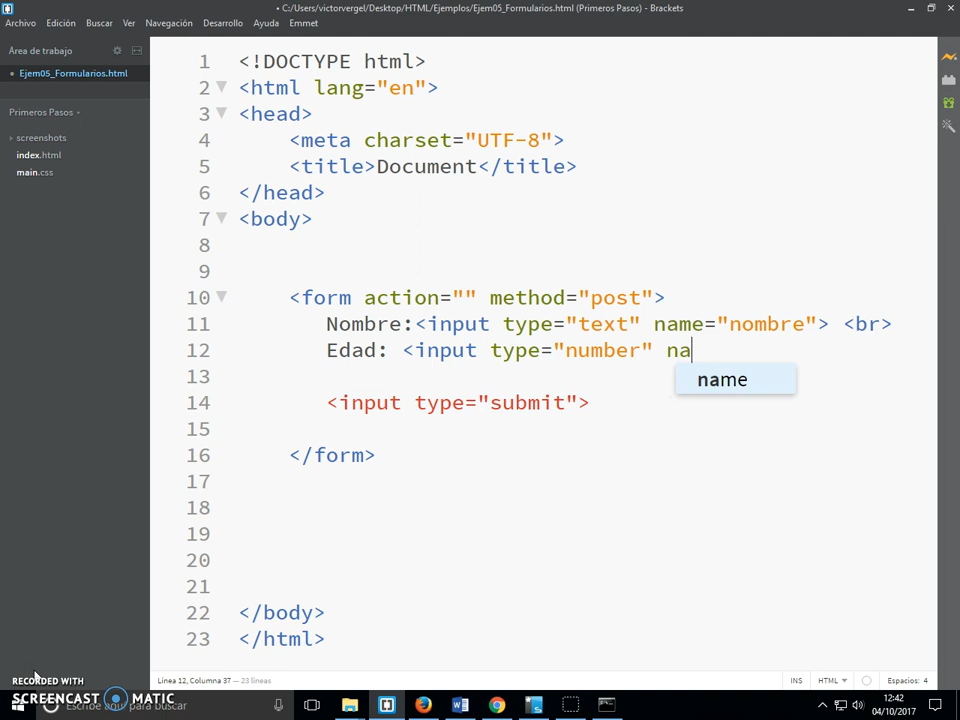 • C:/Users/victorvergel/Desktop/HTML/Ejemplos/Ejem05_Formularios.html (Primeros Pasos) - Brackets
Archivo Edición Buscar Ver Navegación Desarrollo Ayuda Emmet
Área de trabajo
• Ejem05_Formularios.html
Primeros Pasos
screenshots
index.html
main.css
1 <!DOCTYPE html>
2 <html lang="en">
3 <head>
4 <meta charset="UTF-8">
5 <title>Document</title>
6 </head>
7 <body>
8
9
10 <form action="" method="post">
11 Nombre:<input type="text" name="nombre"> <br>
12 Edad: <input type="number" na
name
13
14 <input type="submit">
15
16 </form>
17
18
19
20
21
22 </body>
23 </html>
Línea 12, Columna 37 — 23 líneas
INS HTML Espacios: 4
RECORDED WITH
SCREENCAST MATIC
Escribe aquí para buscar
12:42
04/10/2017